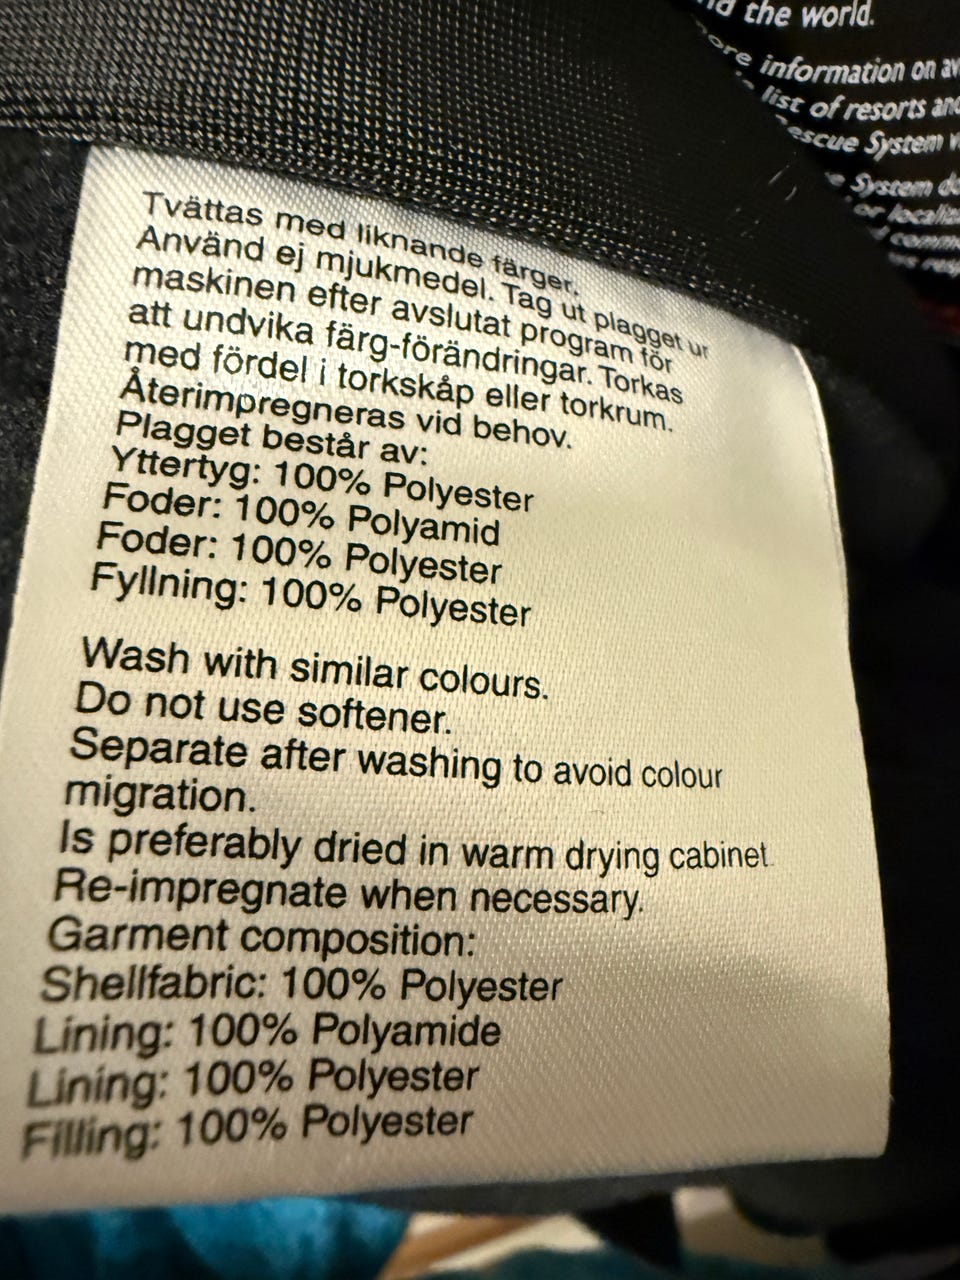 the world.
information on
list of resorts and
Rescue System
System
Tvättas med liknande färger.
Använd ej mjukmedel. Tag ut plagget ur
maskinen efter avslutat program för
att undvika färg-förändringar. Torkas
med fördel i torkskåp eller torkrum.
Återimpregneras vid behov.
Plagget består av:
Yttertyg: 100% Polyester
Foder: 100% Polyamid
Foder: 100% Polyester
Fyllning: 100% Polyester
Wash with similar colours.
Do not use softener.
Separate after washing to avoid colour
migration.
Is preferably dried in warm drying cabinet.
Re-impregnate when necessary.
Garment composition:
Shellfabric: 100% Polyester
Lining: 100% Polyamide
Lining: 100% Polyester
Filling: 100% Polyester